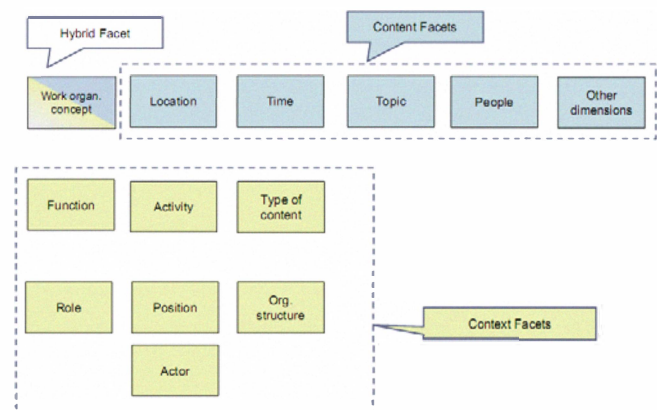 Hybrid Facet
Content Facets
Work organ.
concept
Location
Time
Topic
People
Other
dimensions
Function
Activity
Type of
content
Role
Position
Org.
structure
Actor
Context Facets